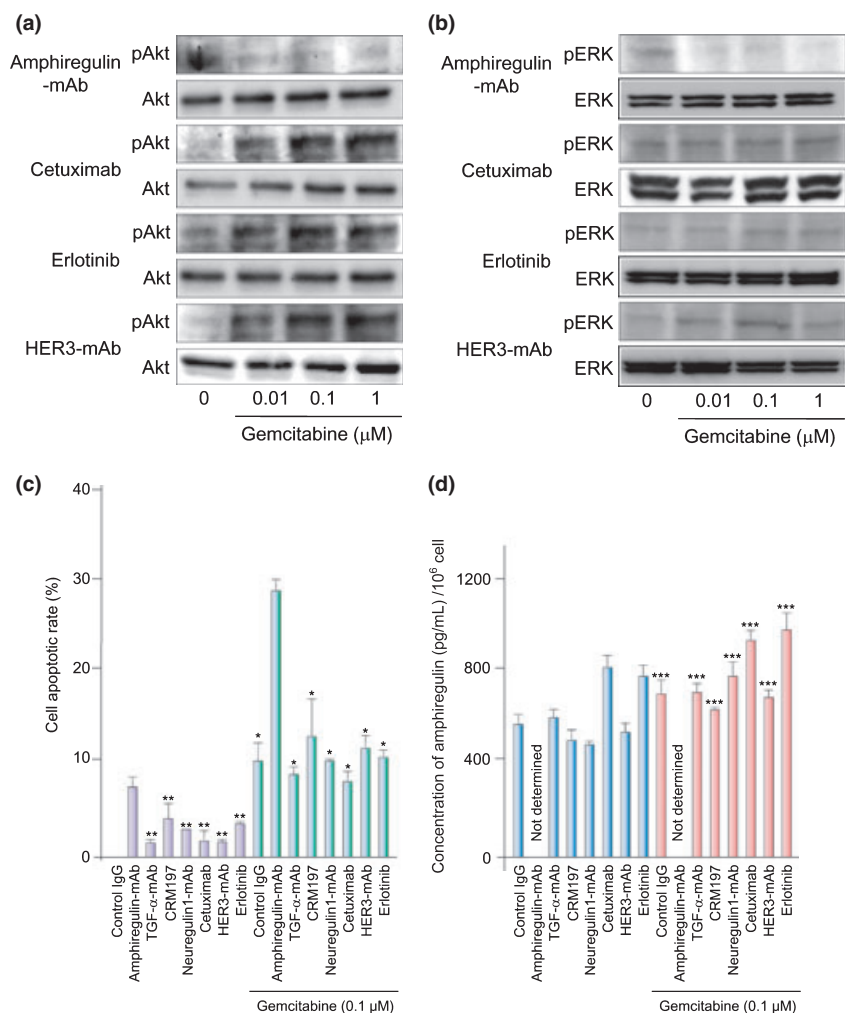 (a)
pAkt
Amphiregulin
-mAb
Akt
pAkt
Cetuximab
Akt
pAkt
Erlotinib
Akt
pAkt
HER3-mAb
Akt
0 0.01 0.1 1
Gemcitabine (μM)
(b)
pERK
Amphiregulin
-mAb
ERK
pERK
Cetuximab
ERK
pERK
Erlotinib
ERK
pERK
HER3-mAb
ERK
0 0.01 0.1 1
Gemcitabine (μM)
(c)
Cell apoptotic rate (%)
40
30
20
10
0
** ** ** ** ** **
* * * * * * *
Control IgG
Amphiregulin-mAb
TGF-α-mAb
CRM197
Neuregulin1-mAb
Cetuximab
HER3-mAb
Erlotinib
Control IgG
Amphiregulin-mAb
TGF-α-mAb
CRM197
Neuregulin1-mAb
Cetuximab
HER3-mAb
Erlotinib
Gemcitabine (0.1 μM)
(d)
Concentration of amphiregulin (pg/mL) /10⁶ cell
1200
800
400
0
Not determined
Not determined
*** *** *** *** *** *** ***
Control IgG
Amphiregulin-mAb
TGF-α-mAb
CRM197
Neuregulin1-mAb
Cetuximab
HER3-mAb
Erlotinib
Control IgG
Amphiregulin-mAb
TGF-α-mAb
CRM197
Neuregulin1-mAb
Cetuximab
HER3-mAb
Erlotinib
Gemcitabine (0.1 μM)